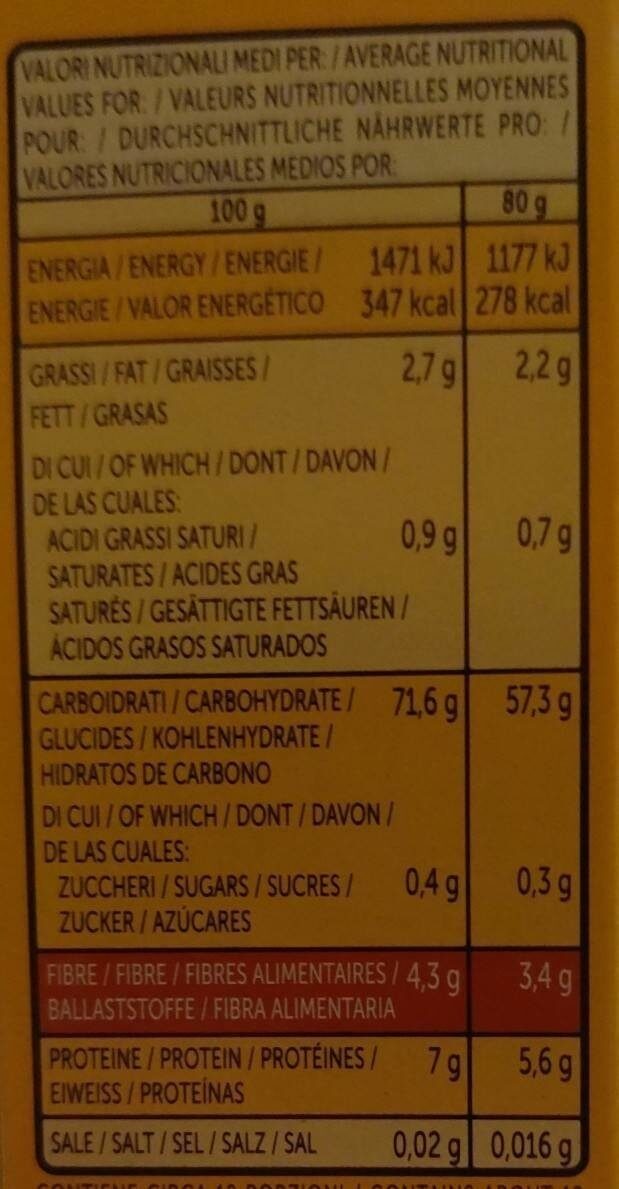 VALORI NUTRIZIONALI MEDI PER: / AVERAGE NUTRITIONAL
VALUES FOR: / VALEURS NUTRITIONNELLES MOYENNES
POUR: / DURCHSCHNITTLICHE NÄHRWERTE PRO: /
VALORES NUTRICIONALES MEDIOS POR:
100 g 80 g
ENERGIA / ENERGY / ENERGIE / 1471 kJ 1177 kJ
ENERGIE / VALOR ENERGÉTICO 347 kcal 278 kcal
GRASSI / FAT / GRAISSES / 2,7 g 2,2 g
FETT / GRASAS
DI CUI / OF WHICH / DONT / DAVON /
DE LAS CUALES:
ACIDI GRASSI SATURI / 0,9 g 0,7 g
SATURATES / ACIDES GRAS
SATURÉS / GESÄTTIGTE FETTSÄUREN /
ÁCIDOS GRASOS SATURADOS
CARBOIDRATI / CARBOHYDRATE / 71,6 g 57,3 g
GLUCIDES / KOHLENHYDRATE /
HIDRATOS DE CARBONO
DI CUI / OF WHICH / DONT / DAVON /
DE LAS CUALES:
ZUCCHERI / SUGARS / SUCRES / 0,4 g 0,3 g
ZUCKER / AZÚCARES
FIBRE / FIBRE / FIBRES ALIMENTAIRES / 4,3 g 3,4 g
BALLASTSTOFFE / FIBRA ALIMENTARIA
PROTEINE / PROTEIN / PROTÉINES / 7 g 5,6 g
EIWEISS / PROTEÍNAS
SALE / SALT / SEL / SALZ / SAL 0,02 g 0,016 g